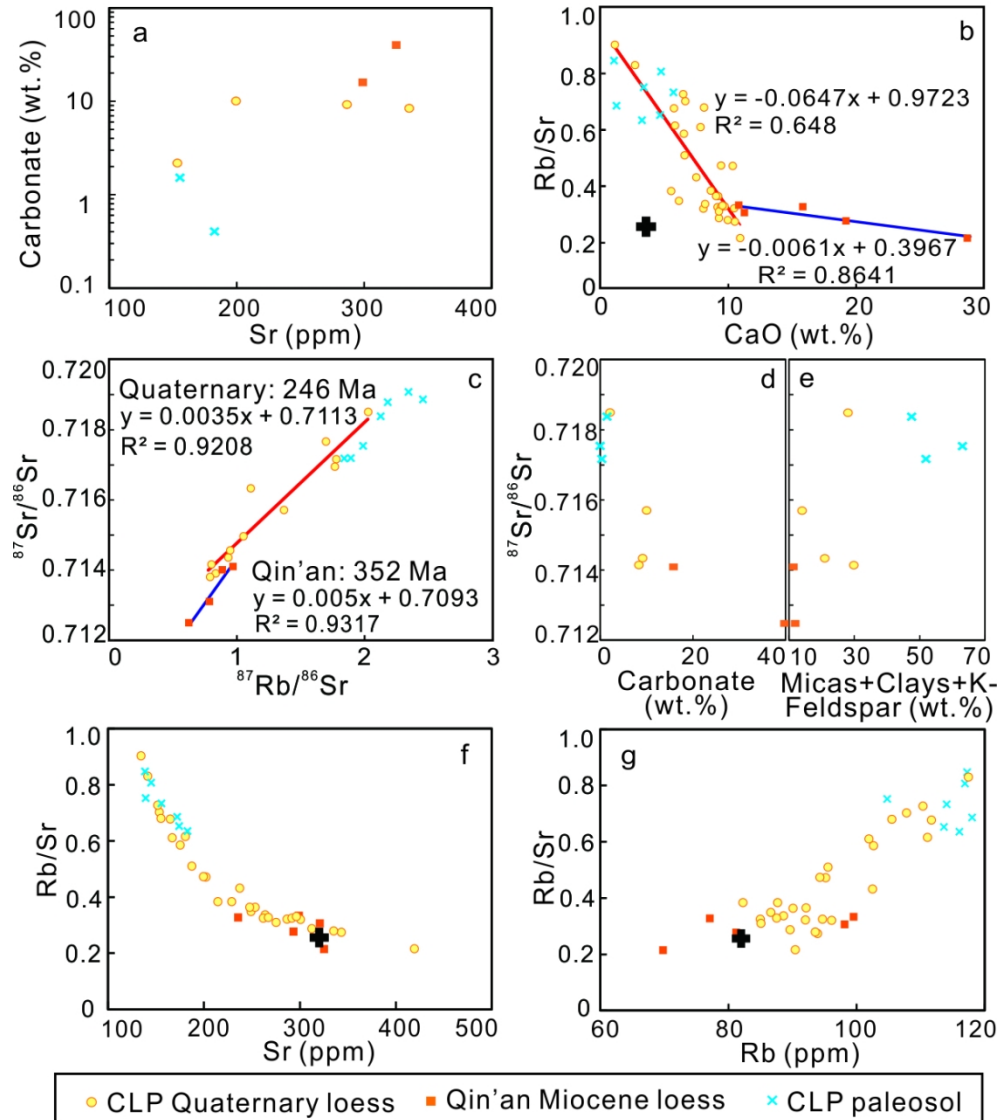 a
100
10
1
0.1
Carbonate (wt.%)
100 200 300 400
Sr (ppm)
b
1.0
0.8
0.6
0.4
0.2
0
Rb/Sr
y = -0.0647x + 0.9723
R² = 0.648
y = -0.0061x + 0.3967
R² = 0.8641
0 10 20 30
CaO (wt.%)
c
0.720
0.718
0.716
0.714
0.712
⁸⁷Sr/⁸⁶Sr
Quaternary: 246 Ma
y = 0.0035x + 0.7113
R² = 0.9208
Qin'an: 352 Ma
y = 0.005x + 0.7093
R² = 0.9317
0 1 2 3
⁸⁷Rb/⁸⁶Sr
d
0.720
0.718
0.716
0.714
0.712
⁸⁷Sr/⁸⁶Sr
0 20 40
Carbonate
(wt.%)
e
10 30 50 70
Micas+Clays+K-
Feldspar (wt.%)
f
1.0
0.8
0.6
0.4
0.2
0
Rb/Sr
100 200 300 400 500
Sr (ppm)
g
1.0
0.8
0.6
0.4
0.2
0
Rb/Sr
60 80 100 120
Rb (ppm)
CLP Quaternary loess Qin'an Miocene loess CLP paleosol